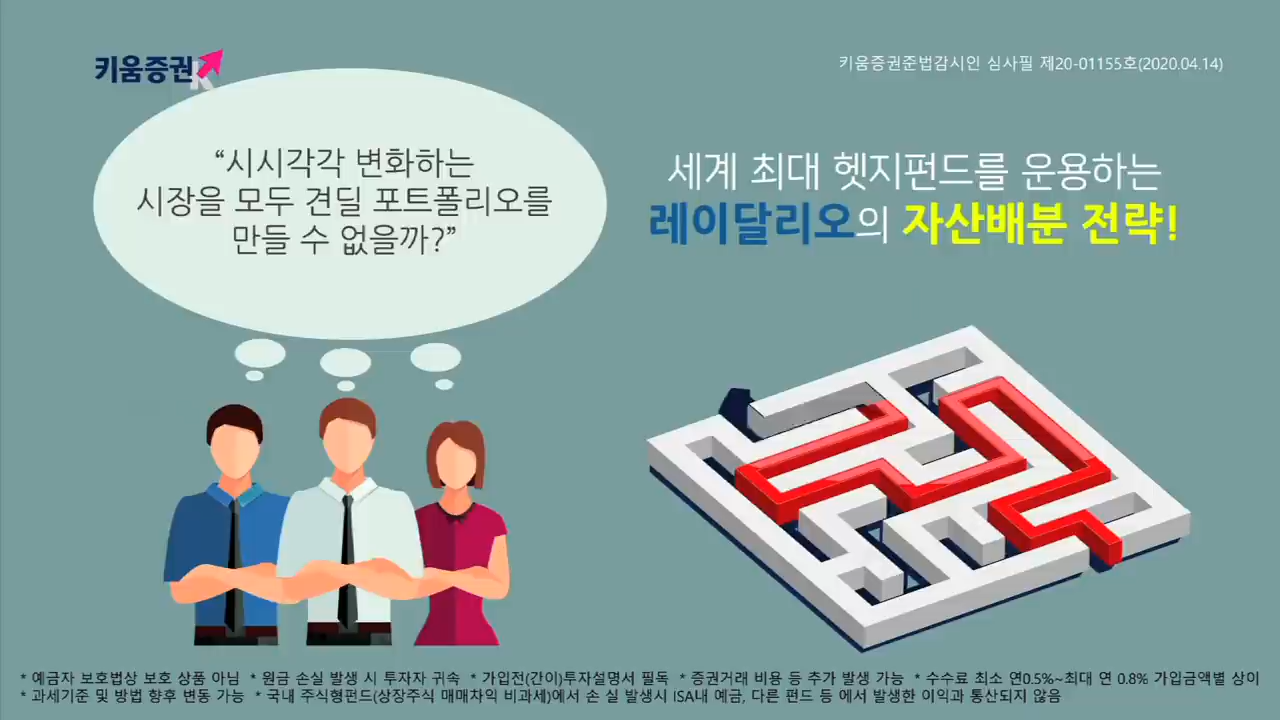 키움증권
키움증권준법감시인 심사필 제20-01155호(2020.04.14)
“시시각각 변화하는
시장을 모두 견딜 포트폴리오를
만들 수 없을까?”
세계 최대 헷지펀드를 운용하는
레이달리오의 자산배분 전략!
* 예금자 보호법상 보호 상품 아님 * 원금 손실 발생 시 투자자 귀속 * 가입전(간이)투자설명서 필독 * 증권거래 비용 등 추가 발생 가능 * 수수료 최소 연0.5%~최대 연 0.8% 가입금액별 상이
* 과세기준 및 방법 향후 변동 가능 * 국내 주식형펀드(상장주식 매매차익 비과세)에서 손 실 발생시 ISA내 예금, 다른 펀드 등 에서 발생한 이익과 통산되지 않음